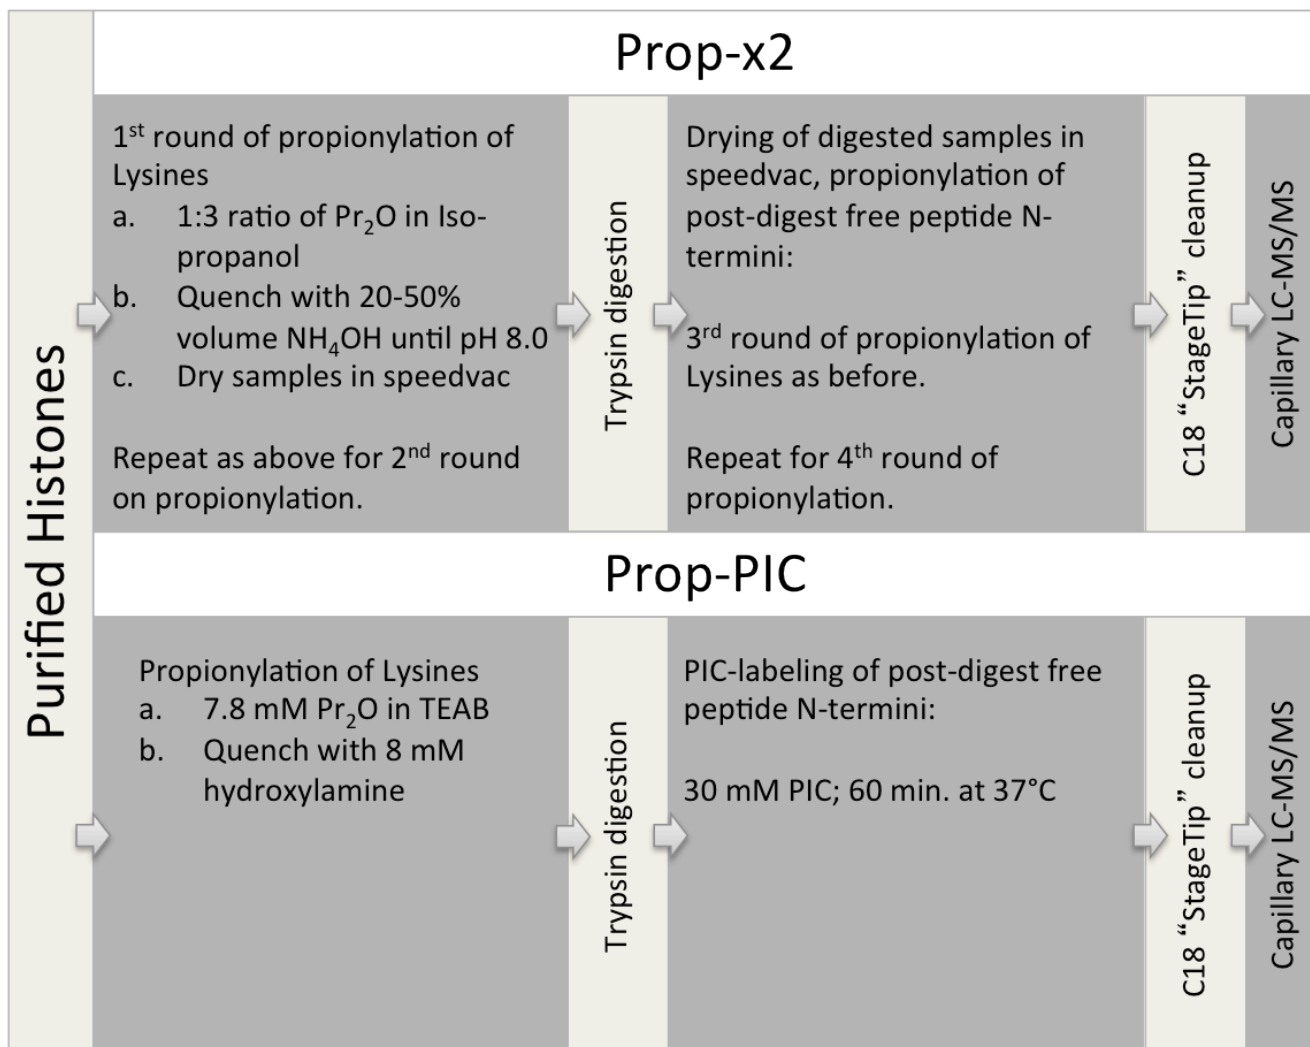 Purified Histones
Prop-x2
1st round of propionylation of
Lysines
a. 1:3 ratio of Pr2O in Iso-
propanol
b. Quench with 20-50%
volume NH4OH until pH 8.0
c. Dry samples in speedvac
Repeat as above for 2nd round
on propionylation.
Trypsin digestion
Drying of digested samples in
speedvac, propionylation of
post-digest free peptide N-
termini:
3rd round of propionylation of
Lysines as before.
Repeat for 4th round of
propionylation.
C18 “StageTip” cleanup
Capillary LC-MS/MS
Prop-PIC
Propionylation of Lysines
a. 7.8 mM Pr2O in TEAB
b. Quench with 8 mM
hydroxylamine
Trypsin digestion
PIC-labeling of post-digest free
peptide N-termini:
30 mM PIC; 60 min. at 37°C
C18 “StageTip” cleanup
Capillary LC-MS/MS